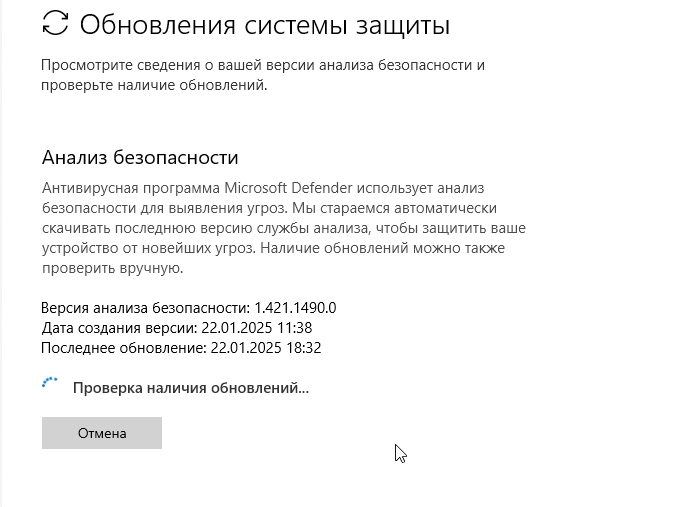 Обновления системы защиты
Просмотрите сведения о вашей версии анализа безопасности и
проверьте наличие обновлений.
Анализ безопасности
Антивирусная программа Microsoft Defender использует анализ
безопасности для выявления угроз. Мы стараемся автоматически
скачивать последнюю версию службы анализа, чтобы защитить ваше
устройство от новейших угроз. Наличие обновлений можно также
проверить вручную.
Версия анализа безопасности: 1.421.1490.0
Дата создания версии: 22.01.2025 11:38
Последнее обновление: 22.01.2025 18:32
Проверка наличия обновлений...
Отмена